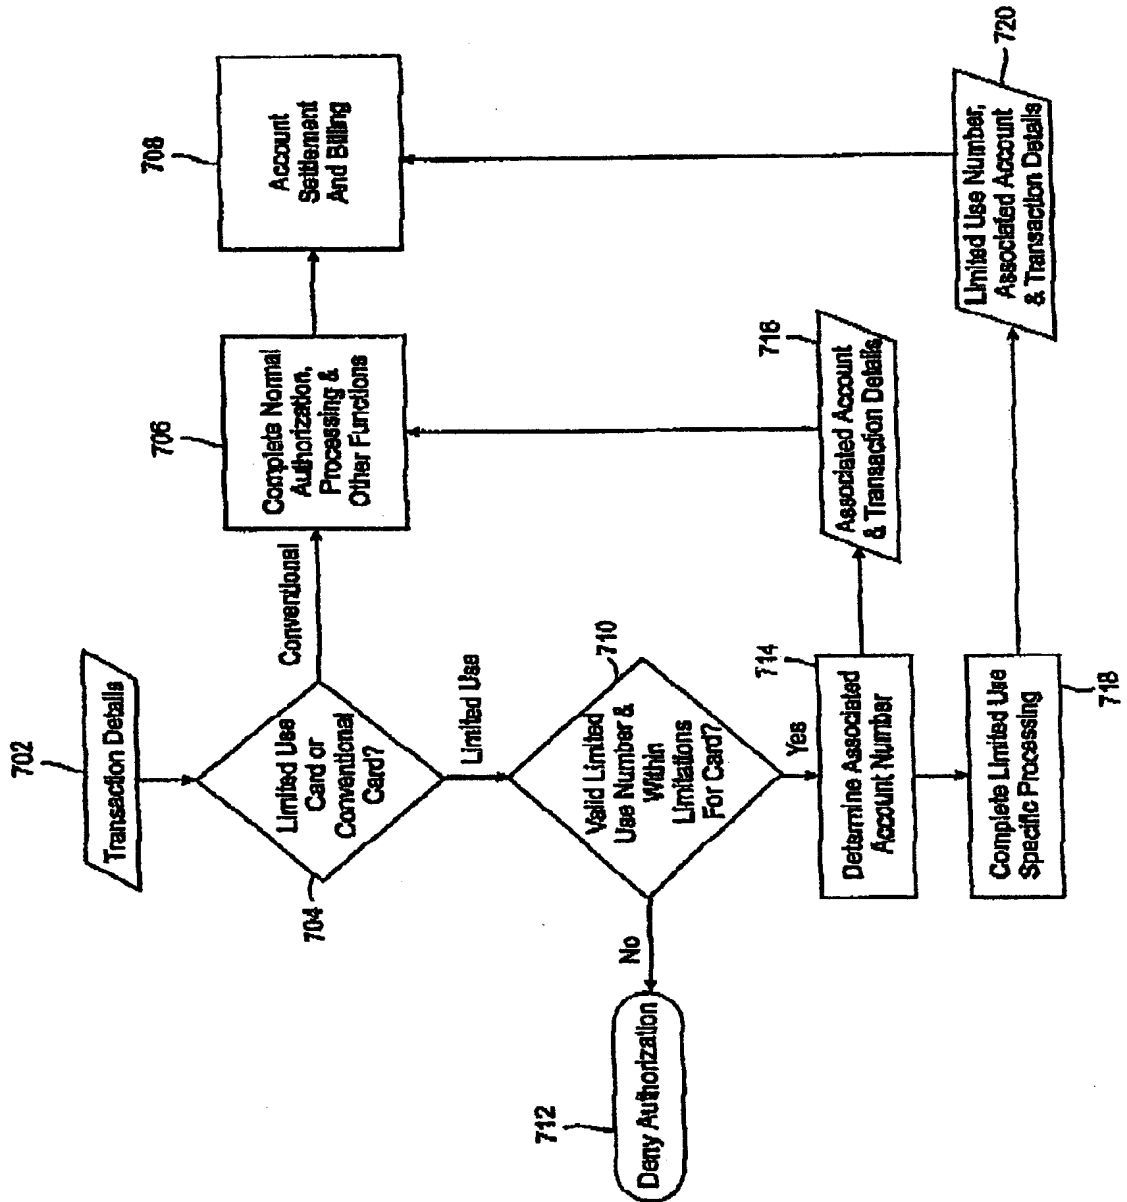 702
Transaction Details
704
Limited Use
Card or
Conventional
Card?
Conventional
706
Complete Normal
Authorization,
Processing &
Other Functions
708
Account
Settlement
And Billing
Limited Use
710
Valid Limited
Use Number &
Within
Limitations
For Card?
No
712
Deny Authorization
Yes
714
Determine Associated
Account Number
716
Associated Account
& Transaction Details
718
Complete Limited Use
Specific Processing
720
Limited Use Number,
Associated Account
& Transaction Details